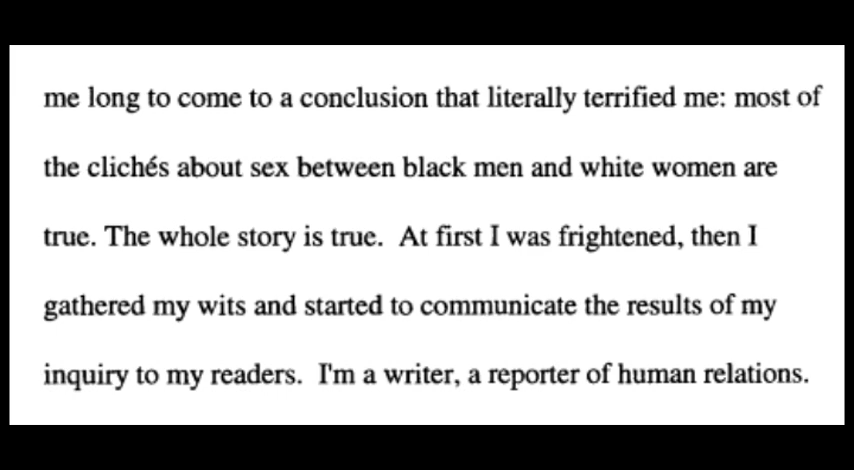 me long to come to a conclusion that literally terrified me: most of
the clichés about sex between black men and white women are
true. The whole story is true.  At first I was frightened, then I
gathered my wits and started to communicate the results of my
inquiry to my readers.  I'm a writer, a reporter of human relations.